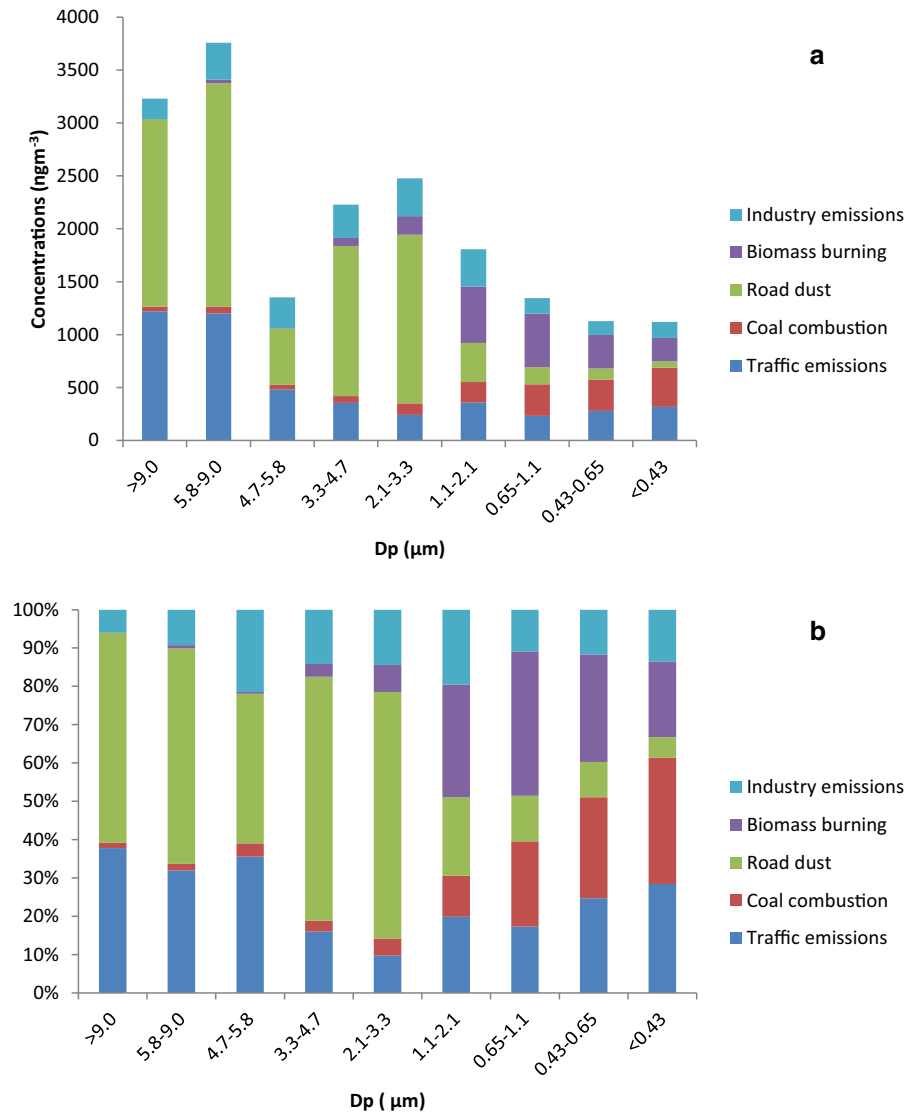 4000
a
3500
3000
2500
2000
1500
1000
500
0
Concentrations (ngm⁻³)
Industry emissions
Biomass burning
Road dust
Coal combustion
Traffic emissions
>9.0
5.8-9.0
4.7-5.8
3.3-4.7
2.1-3.3
1.1-2.1
0.65-1.1
0.43-0.65
<0.43
Dp (μm)
100%
b
90%
80%
70%
60%
50%
40%
30%
20%
10%
0%
Industry emissions
Biomass burning
Road dust
Coal combustion
Traffic emissions
>9.0
5.8-9.0
4.7-5.8
3.3-4.7
2.1-3.3
1.1-2.1
0.65-1.1
0.43-0.65
<0.43
Dp ( μm)